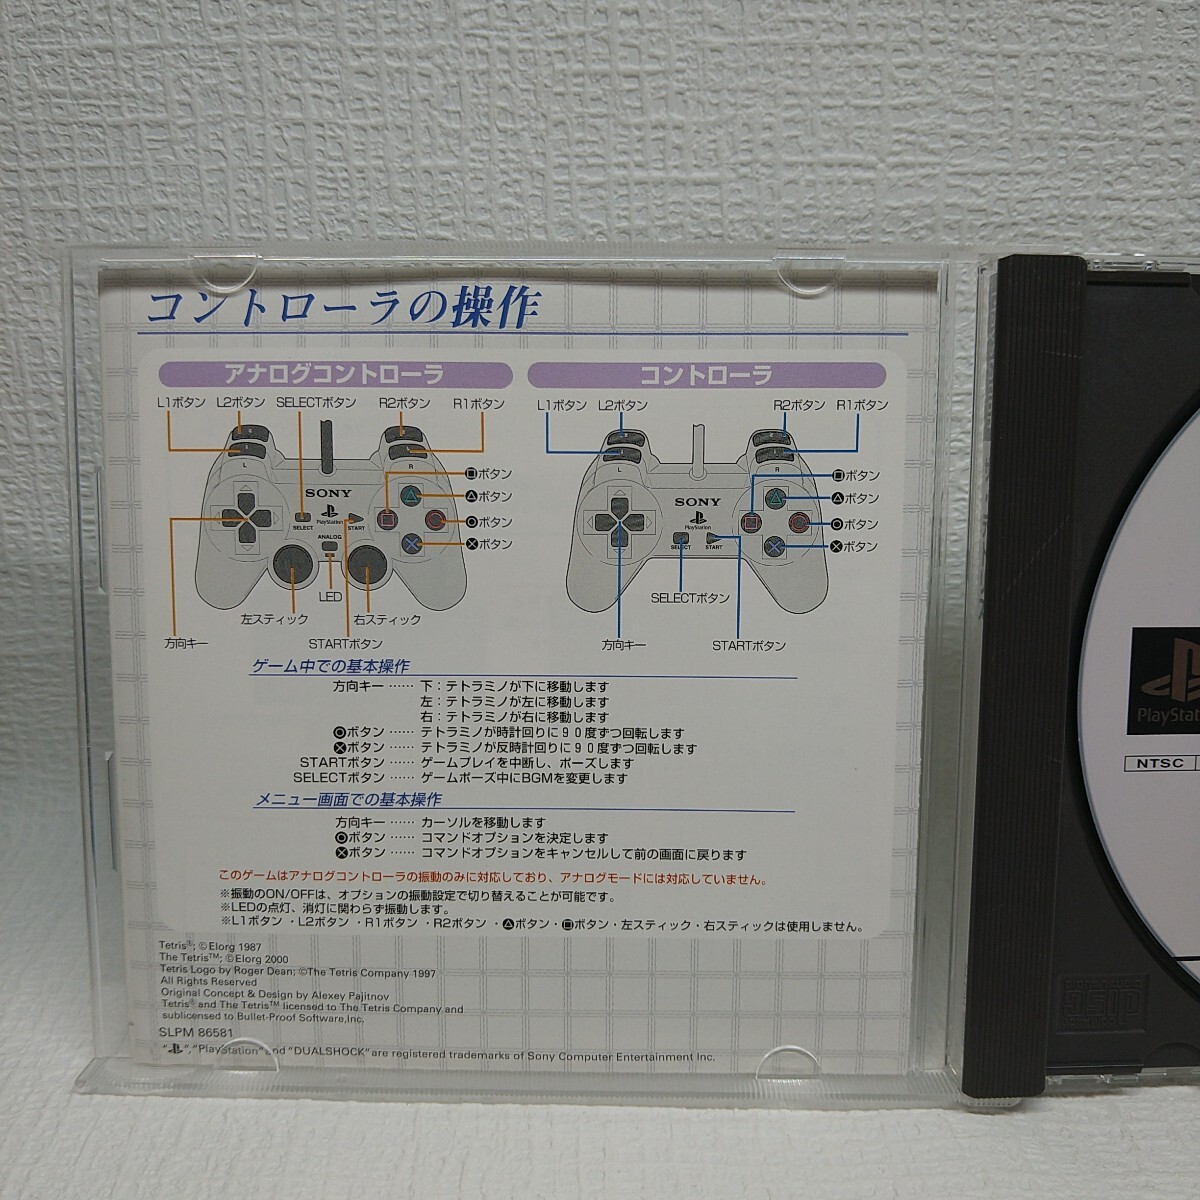 コントローラの操作
アナログコントローラ
L1ボタン L2ボタン SELECTボタン R2ボタン R1ボタン
L
R
SONY
PlayStation
SELECT
START
ANALOG
□ボタン
△ボタン
○ボタン
×ボタン
LED
左スティック
右スティック
方向キー
STARTボタン
コントローラ
L1ボタン L2ボタン R2ボタン R1ボタン
L
R
SONY
PlayStation
SELECT
START
□ボタン
△ボタン
○ボタン
×ボタン
SELECTボタン
方向キー
STARTボタン
ゲーム中での基本操作
方向キー …… 下：テトラミノが下に移動します
左：テトラミノが左に移動します
右：テトラミノが右に移動します
○ボタン …… テトラミノが時計回りに９０度ずつ回転します
×ボタン …… テトラミノが反時計回りに９０度ずつ回転します
STARTボタン …… ゲームプレイを中断し、ポーズします
SELECTボタン …… ゲームポーズ中にBGMを変更します
メニュー画面での基本操作
方向キー …… カーソルを移動します
○ボタン …… コマンドオプションを決定します
×ボタン …… コマンドオプションをキャンセルして前の画面に戻ります
このゲームはアナログコントローラの振動のみに対応しており、アナログモードには対応していません。
※振動のON/OFFは、オプションの振動設定で切り替えることが可能です。
※LEDの点灯、消灯に関わらず振動します。
※L1ボタン・L2ボタン・R1ボタン・R2ボタン・△ボタン・□ボタン・左スティック・右スティックは使用しません。
Tetris®; ©Elorg 1987
The Tetris™; ©Elorg 2000
Tetris Logo by Roger Dean; ©The Tetris Company 1997
All Rights Reserved
Original Concept & Design by Alexey Pajitnov
Tetris® and The Tetris™ licensed to The Tetris Company and
sublicensed to Bullet-Proof Software,Inc.
SLPM 86581
"PS","PlayStation"and"DUALSHOCK"are registered trademarks of Sony Computer Entertainment Inc.
NTSC